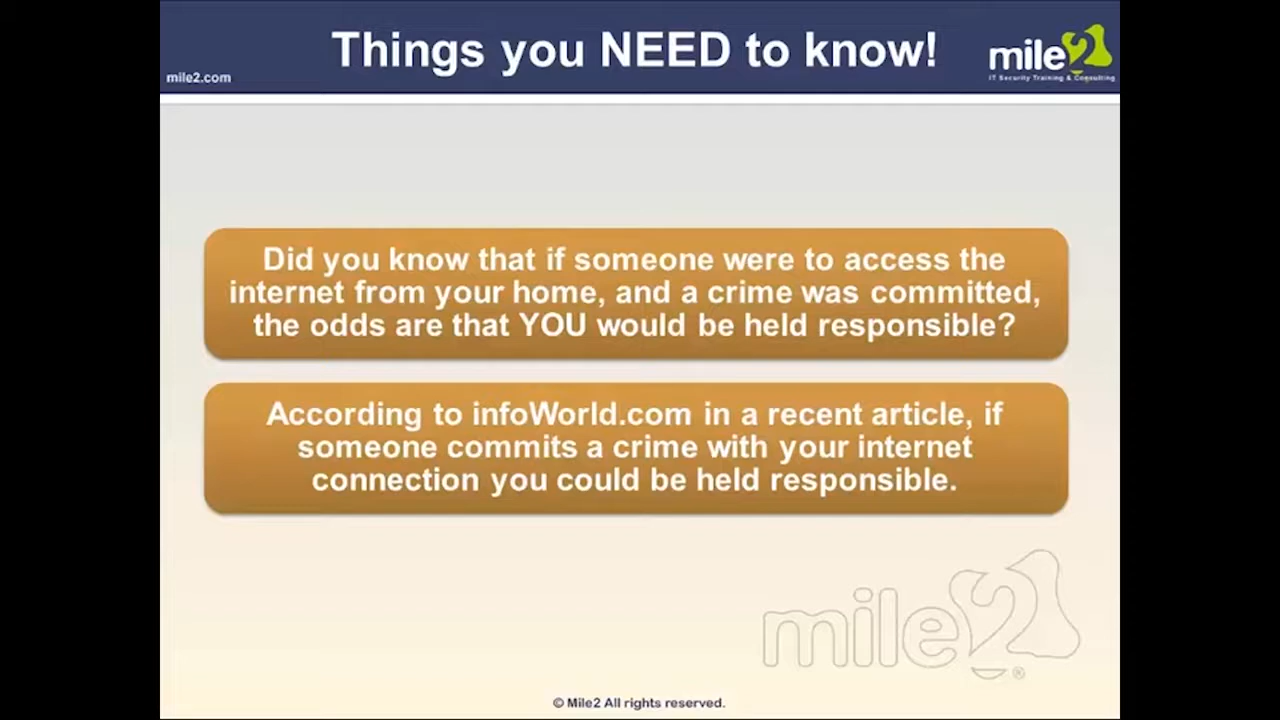 Things you NEED to know!
mile.com
mile2
IT Security Training & Consulting
Did you know that if someone were to access the
internet from your home, and a crime was committed,
the odds are that YOU would be held responsible?
According to infoWorld.com in a recent article, if
someone commits a crime with your internet
connection you could be held responsible.
mile2®
© Mile2 All rights reserved.